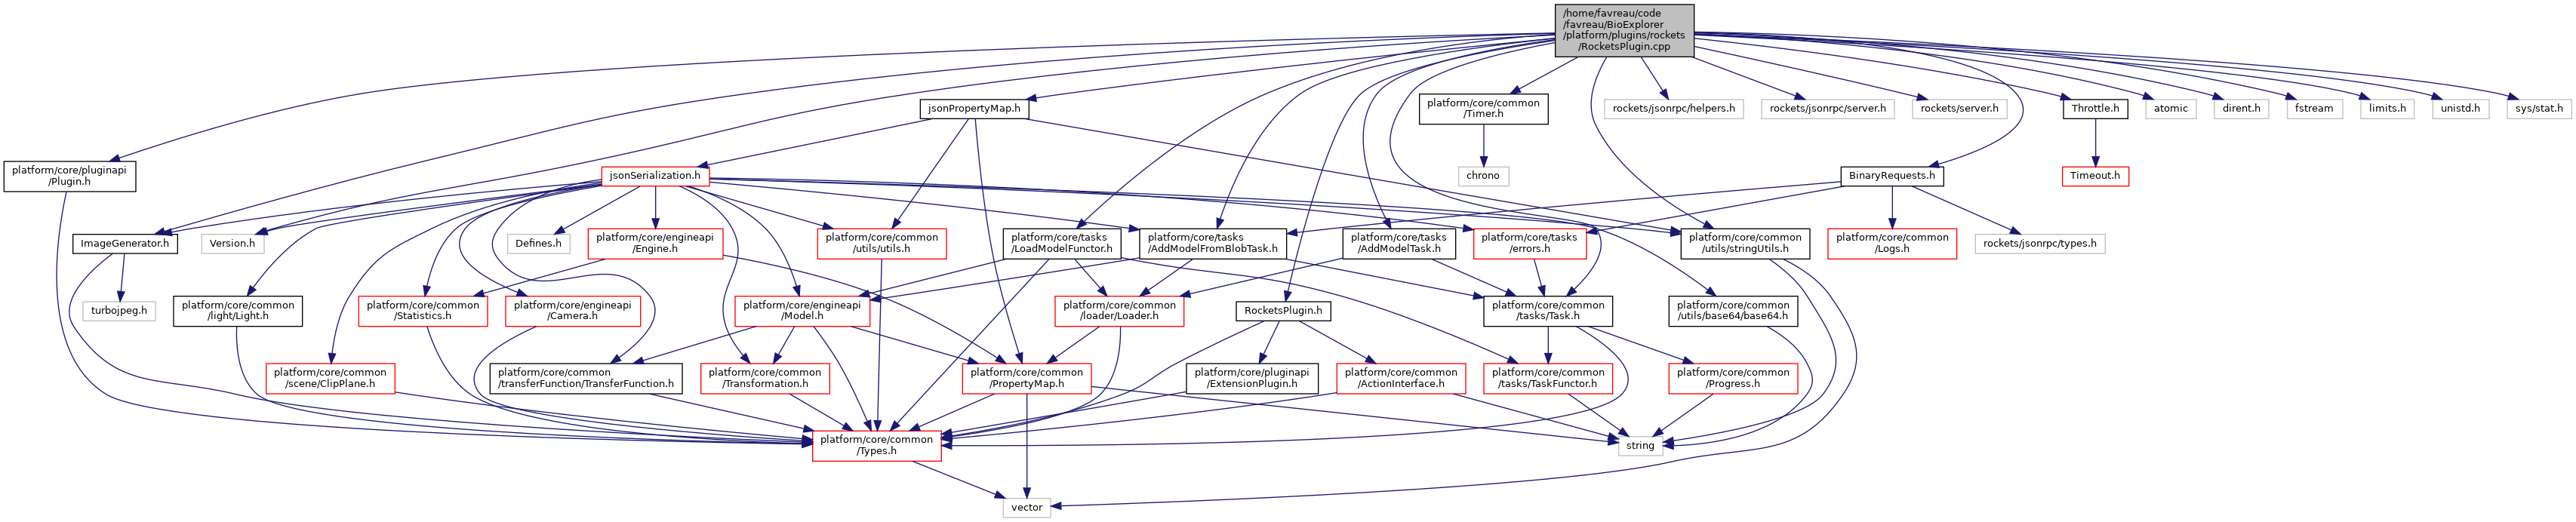 /home/favreau/code
/favreau/BioExplorer
/platform/plugins/rockets
/RocketsPlugin.cpp
jsonPropertyMap.h
platform/core/common
/Timer.h
rockets/jsonrpc/helpers.h
rockets/jsonrpc/server.h
rockets/server.h
Throttle.h
atomic
dirent.h
fstream
limits.h
unistd.h
sys/stat.h
platform/core/pluginapi
/Plugin.h
jsonSerialization.h
chrono
BinaryRequests.h
Timeout.h
ImageGenerator.h
Version.h
Defines.h
platform/core/engineapi
/Engine.h
platform/core/common
/utils/utils.h
platform/core/tasks
/LoadModelFunctor.h
platform/core/tasks
/AddModelFromBlobTask.h
platform/core/tasks
/AddModelTask.h
platform/core/tasks
/errors.h
platform/core/common
/utils/stringUtils.h
platform/core/common
/Logs.h
rockets/jsonrpc/types.h
turbojpeg.h
platform/core/common
/light/Light.h
platform/core/common
/Statistics.h
platform/core/engineapi
/Camera.h
platform/core/engineapi
/Model.h
platform/core/common
/loader/Loader.h
RocketsPlugin.h
platform/core/common
/tasks/Task.h
platform/core/common
/utils/base64/base64.h
platform/core/common
/scene/ClipPlane.h
platform/core/common
/transferFunction/TransferFunction.h
platform/core/common
/Transformation.h
platform/core/common
/PropertyMap.h
platform/core/pluginapi
/ExtensionPlugin.h
platform/core/common
/ActionInterface.h
platform/core/common
/tasks/TaskFunctor.h
platform/core/common
/Progress.h
platform/core/common
/Types.h
string
vector